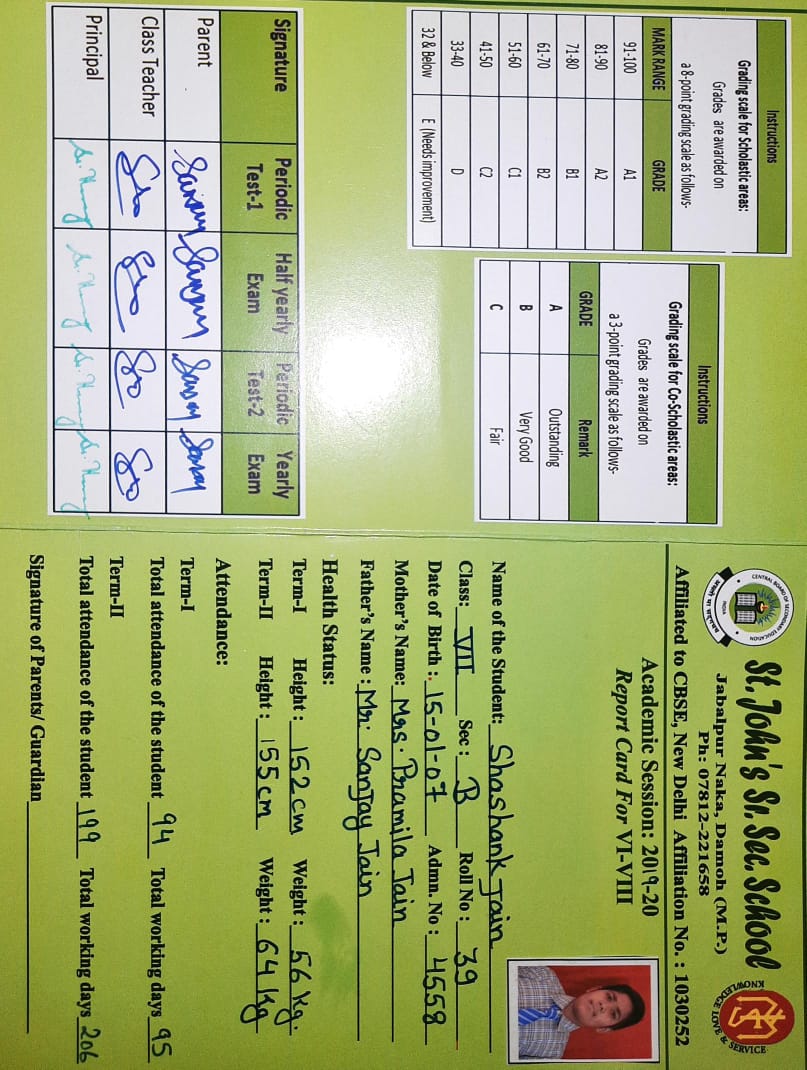 Instructions
Grading scale for Scholastic areas:
Grades are awarded on
a 8-point grading scale as follows-
MARK RANGE GRADE
91-100 A1
81-90 A2
71-80 B1
61-70 B2
51-60 C1
41-50 C2
33-40 D
32 & Below E (Needs improvement)
Instructions
Grading scale for Co-Scholastic areas:
Grades are awarded on
a 3-point grading scale as follows-
GRADE Remark
A Outstanding
B Very Good
C Fair
Signature Periodic Test-1 Half yearly Exam Periodic Test-2 Yearly Exam
Parent Sanjay Sanjay Sanjay Sanjay
Class Teacher
Principal
CENTRAL BOARD OF SECONDARY EDUCATION
INDIA
St. John's Sr. Sec. School
Jabalpur Naka, Damoh (M.P.)
Ph: 07812-221658
KNOWLEDGE LOVE & SERVICE
Affiliated to CBSE, New Delhi Affiliation No. : 1030252
Academic Session: 2019-20
Report Card For VI-VIII
Name of the Student: Shashank Jain
Class: VII Sec : B Roll No : 39
Date of Birth :. 15-01-07 Admn. No : 4558
Mother's Name: Mrs. Pramila Jain
Father's Name : Mr. Sanjay Jain
Health Status:
Term-I Height : 152 cm Weight : 56 kg.
Term-II Height : 155 cm Weight : 64 kg
Attendance:
Term-I
Total attendance of the student 94 Total working days 95
Term-II
Total attendance of the student 199 Total working days 206
Signature of Parents/ Guardian